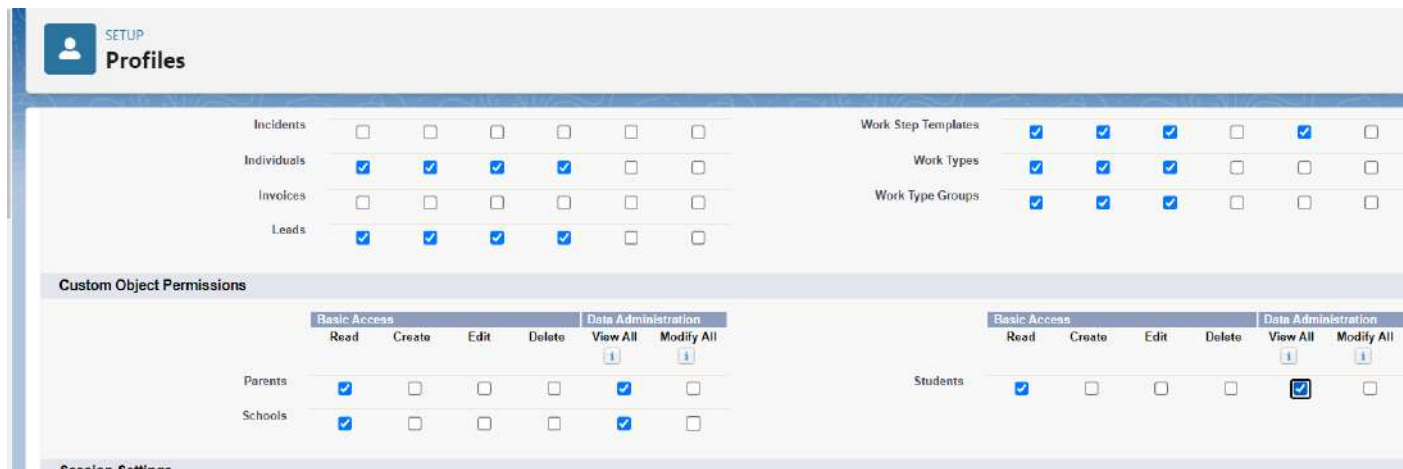 SETUP
Profiles
Incidents
Individuals
Invoices
Leads
Work Step Templates
Work Types
Work Type Groups
Custom Object Permissions
Basic Access Data Administration
Read Create Edit Delete View All Modify All
Parents
Schools
Basic Access Data Administration
Read Create Edit Delete View All Modify All
Students
Session Settings